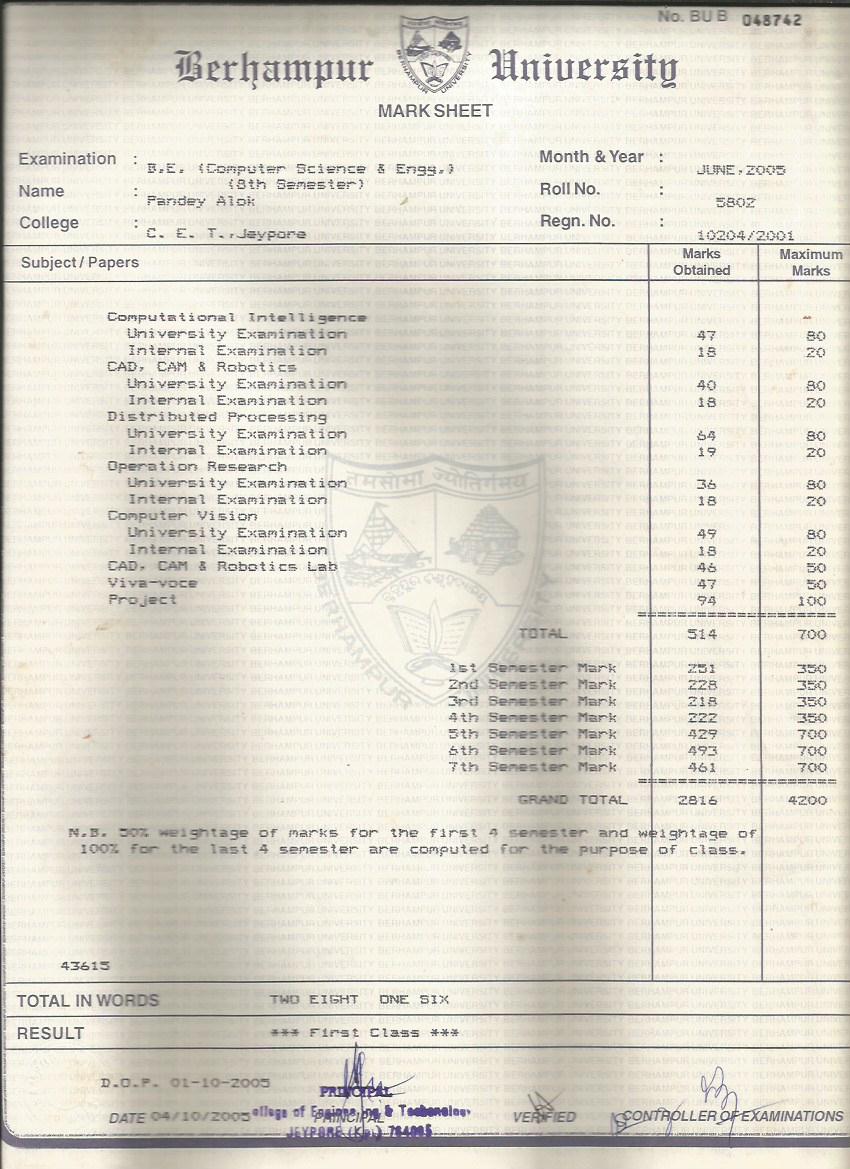 No. BU B 048742
Berhampur University
MARK SHEET
Examination : B.E. (Computer Science & Engg.) Month & Year : JUNE,2005
(8th Semester)
Name : Pandey Alok Roll No. : 5802
College : C. E. T.,Jeypore Regn. No. : 10204/2001
Subject / Papers Marks Obtained Maximum Marks
Computational Intelligence
University Examination 47 80
Internal Examination 18 20
CAD, CAM & Robotics
University Examination 40 80
Internal Examination 18 20
Distributed Processing
University Examination 64 80
Internal Examination 19 20
Operation Research
University Examination 36 80
Internal Examination 18 20
Computer Vision
University Examination 49 80
Internal Examination 18 20
CAD, CAM & Robotics Lab 46 50
Viva-voce 47 50
Project 94 100
TOTAL 514 700
1st Semester Mark 251 350
2nd Semester Mark 228 350
3rd Semester Mark 218 350
4th Semester Mark 222 350
5th Semester Mark 429 700
6th Semester Mark 493 700
7th Semester Mark 461 700
GRAND TOTAL 2816 4200
N.B. 50% weightage of marks for the first 4 semester and weightage of
100% for the last 4 semester are computed for the purpose of class.
तमसोमा ज्योतिर्गमय
BERHAMPUR UNIVERSITY
43615
TOTAL IN WORDS TWO EIGHT ONE SIX
RESULT *** First Class ***
D.O.P. 01-10-2005
PRINCIPAL
DATE 04/10/2005 PRINCIPAL VERIFIED CONTROLLER OF EXAMINATIONS
JEYPORE 764005